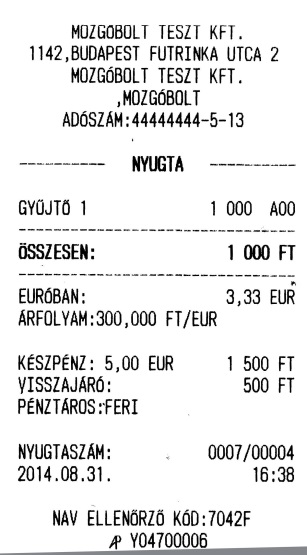 MOZGÓBOLT TESZT KFT.
1142,BUDAPEST FUTRINKA UTCA 2
MOZGÓBOLT TESZT KFT.
,MOZGÓBOLT
ADÓSZÁM:44444444-5-13
---------- NYUGTA ----------
GYŰJTŐ 1 1 000 A00
ÖSSZESEN: 1 000 FT
EURÓBAN: 3,33 EUR
ÁRFOLYAM:300,000 FT/EUR
KÉSZPÉNZ: 5,00 EUR 1 500 FT
VISSZAJÁRÓ: 500 FT
PÉNZTÁROS:FERI
NYUGTASZÁM: 0007/00004
2014.08.31. 16:38
NAV ELLENŐRZŐ KÓD:7042F
AP Y04700006